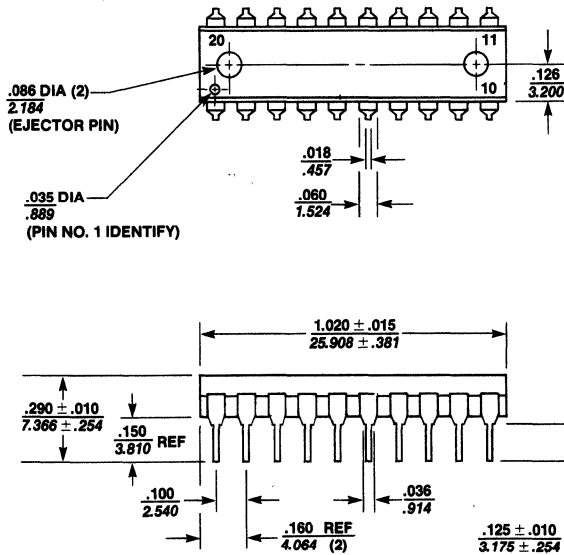 20
11
.086 DIA (2)
2.184
(EJECTOR PIN)
.126
3.200
10
.018
.457
.035 DIA
.889
(PIN NO. 1 IDENTIFY)
.060
1.524
1.020 ± .015
25.908 ± .381
.290 ± .010
7.366 ± .254
.150 REF
3.810
.100
2.540
.036
.914
.160 REF
4.064 (2)
.125 ± .010
3.175 ± .254